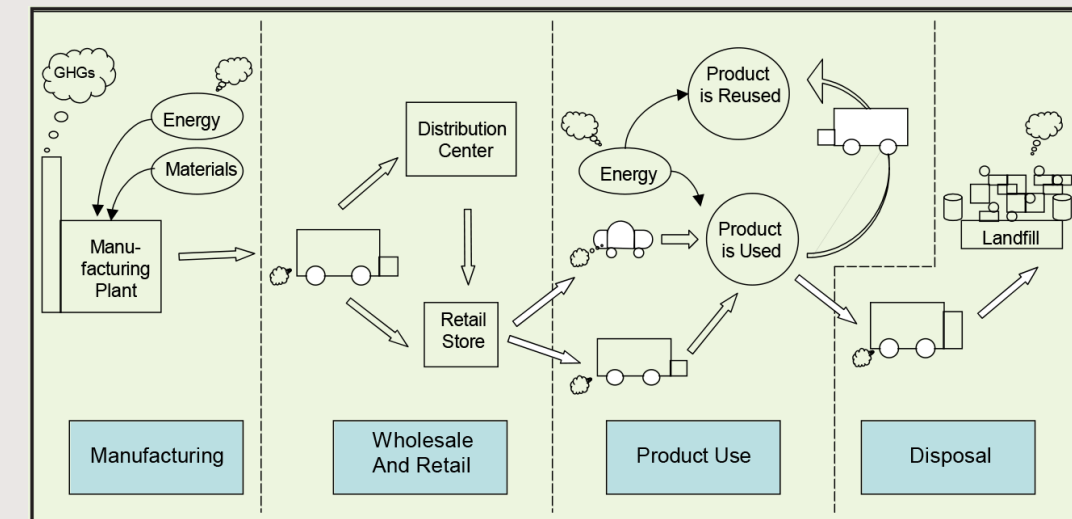 GHGs
Energy
Materials
Manu-
facturing
Plant
Distribution
Center
Retail
Store
Product
is Reused
Energy
Product
is Used
Landfill
Manufacturing
Wholesale
And Retail
Product Use
Disposal